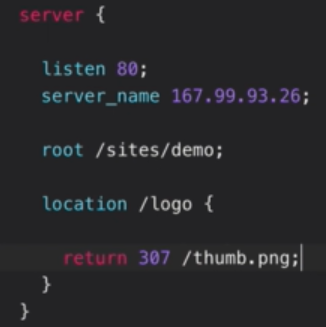 server {
listen 80;
server_name 167.99.93.26;
root /sites/demo;
location /logo {
return 307 /thumb.png;
}
}